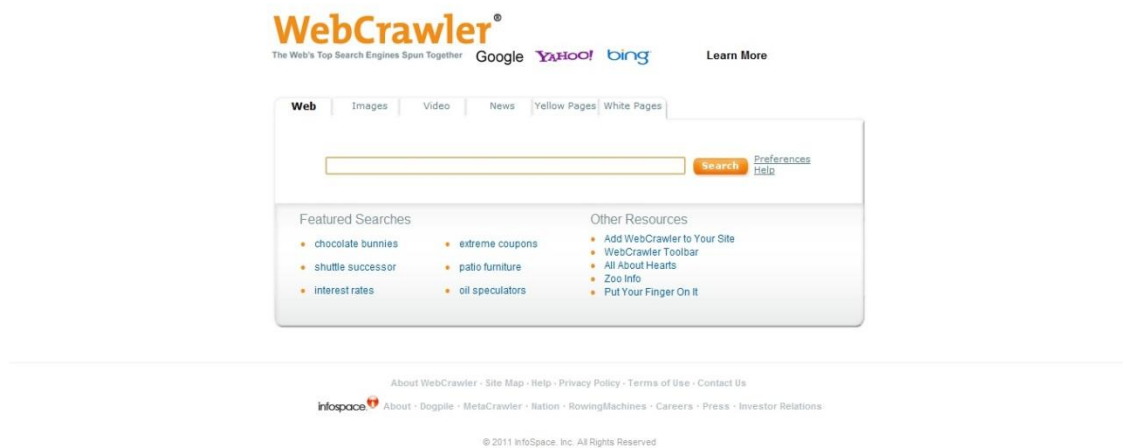 WebCrawler®
The Web's Top Search Engines Spun Together Google YAHOO! bing Learn More
Web Images Video News Yellow Pages White Pages
Search Preferences
Help
Featured Searches
chocolate bunnies extreme coupons
shuttle successor patio furniture
interest rates oil speculators
Other Resources
Add WebCrawler to Your Site
WebCrawler Toolbar
All About Hearts
Zoo Info
Put Your Finger On It
About WebCrawler - Site Map - Help - Privacy Policy - Terms of Use - Contact Us
infospace About - Dogpile - MetaCrawler - Nation - RowingMachines - Careers - Press - Investor Relations
© 2011 InfoSpace, Inc. All Rights Reserved